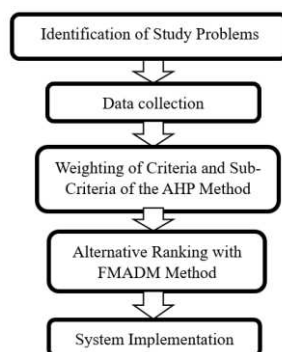 Identification of Study Problems
Data collection
Weighting of Criteria and Sub-
Criteria of the AHP Method
Alternative Ranking with
FMADM Method
System Implementation